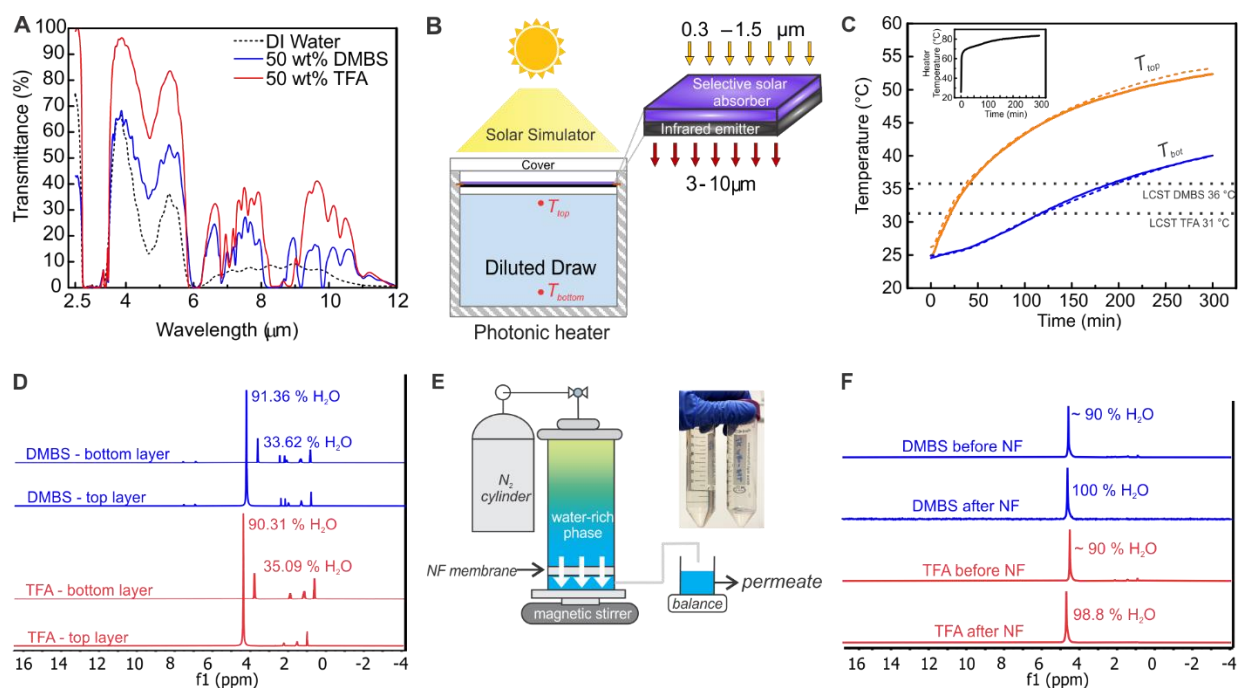 A
Transmittance (%)
100
90
80
70
60
50
40
30
20
10
0
DI Water
50 wt% DMBS
50 wt% TFA
2.5 4 6 8 10 12
Wavelength (μm)
B
Solar Simulator
Cover
T top
Diluted Draw
T bottom
Photonic heater
0.3 – 1.5 μm
Selective solar
absorber
Infrared emitter
3 - 10μm
C
Temperature (°C)
55
50
45
40
35
30
25
20
Heater
Temperature (°C)
80
60
40
20
0 100 200 300
Time (min)
T top
T bot
LCST DMBS 36 °C
LCST TFA 31 °C
0 50 100 150 200 250 300
Time (min)
D
91.36 % H₂O
33.62 % H₂O
DMBS - bottom layer
DMBS - top layer
90.31 % H₂O
35.09 % H₂O
TFA - bottom layer
TFA - top layer
16 14 12 10 8 6 4 2 0 -4
f1 (ppm)
E
N₂
cylinder
water-rich
phase
NF membrane
magnetic stirrer
balance
permeate
F
~ 90 % H₂O
DMBS before NF
100 % H₂O
DMBS after NF
~ 90 % H₂O
TFA before NF
98.8 % H₂O
TFA after NF
16 14 12 10 8 6 4 2 0 -2 -4
f1 (ppm)